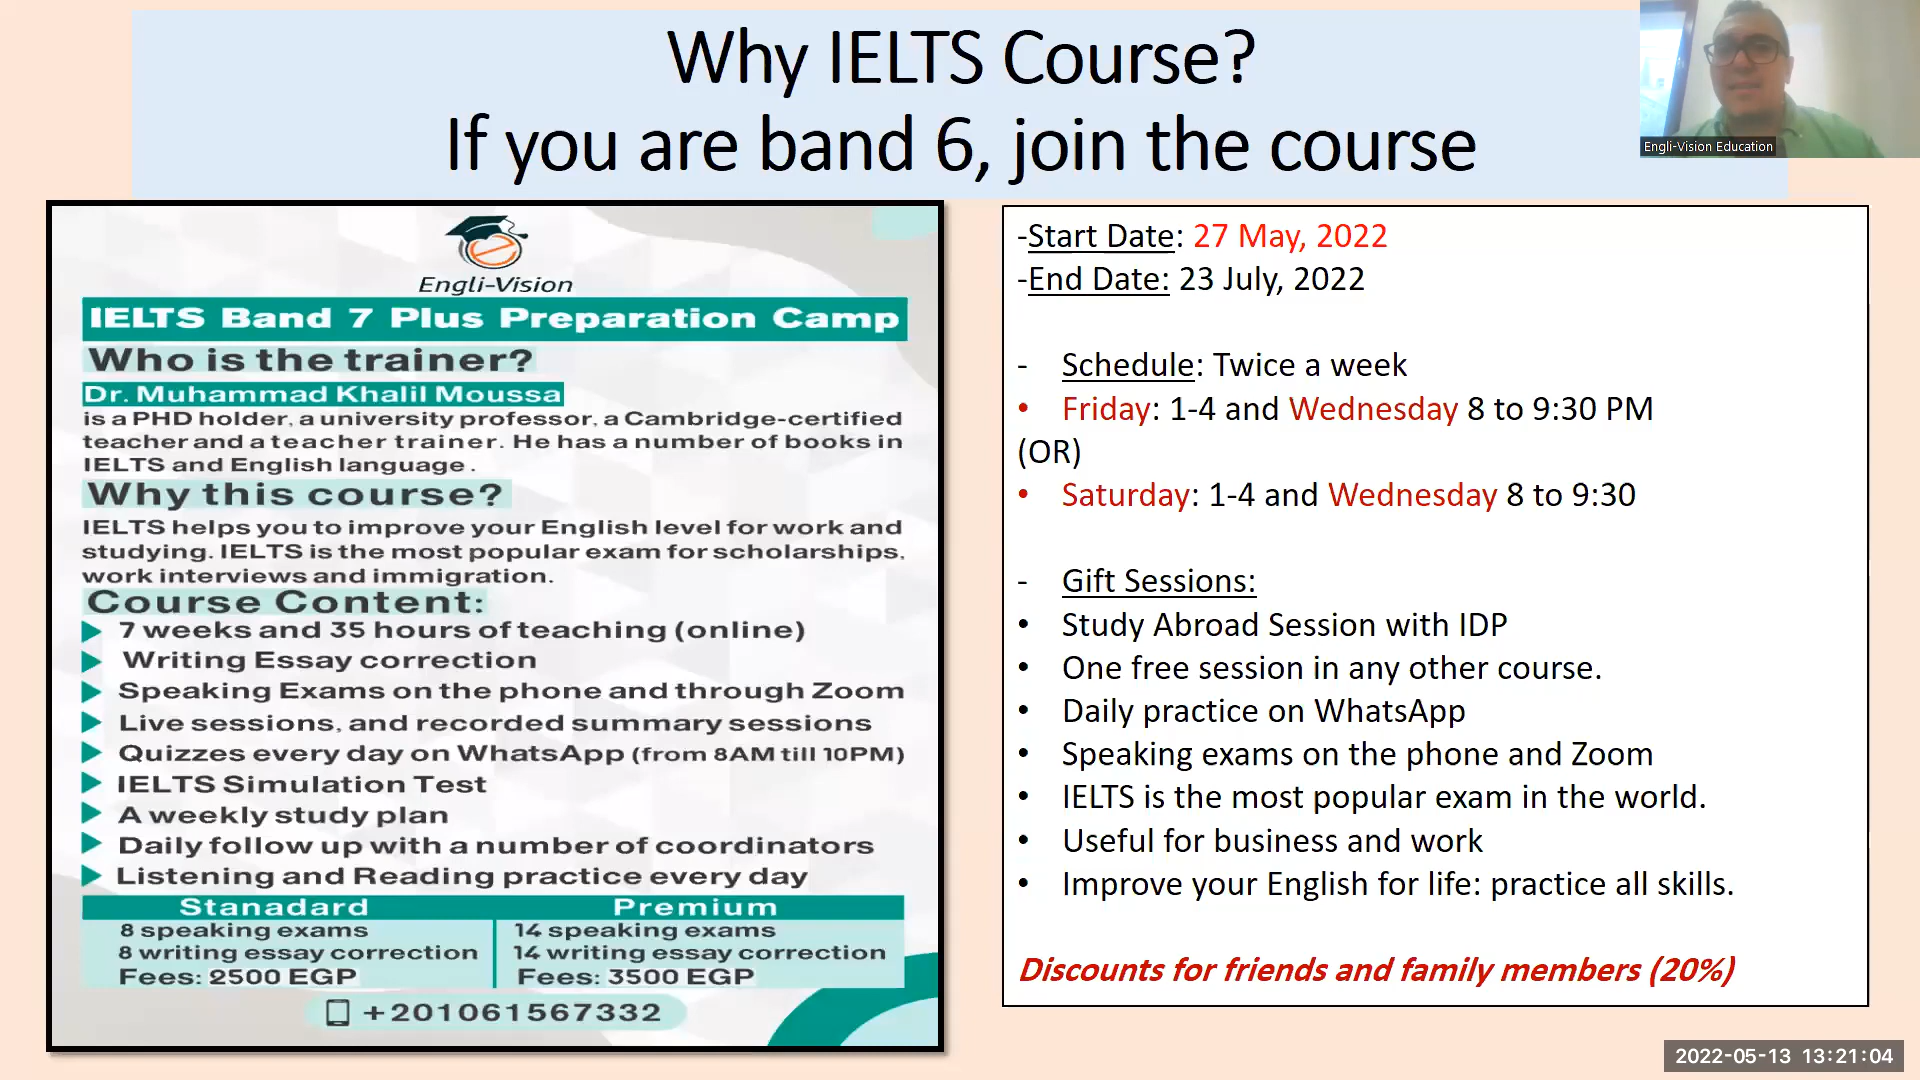 Why IELTS Course?
If you are band 6, join the course
Engli-Vision Education
Engli-Vision
IELTS Band 7 Plus Preparation Camp
Who is the trainer?
Dr. Muhammad Khalil Moussa
is a PHD holder, a university professor, a Cambridge-certified
teacher and a teacher trainer. He has a number of books in
IELTS and English language.
Why this course?
IELTS helps you to improve your English level for work and
studying. IELTS is the most popular exam for scholarships,
work interviews and immigration.
Course Content:
7 weeks and 35 hours of teaching (online)
Writing Essay correction
Speaking Exams on the phone and through Zoom
Live sessions, and recorded summary sessions
Quizzes every day on WhatsApp (from 8AM till 10PM)
IELTS Simulation Test
A weekly study plan
Daily follow up with a number of coordinators
Listening and Reading practice every day
Stanadard
8 speaking exams
8 writing essay correction
Fees: 2500 EGP
Premium
14 speaking exams
14 writing essay correction
Fees: 3500 EGP
+201061567332
-Start Date: 27 May, 2022
-End Date: 23 July, 2022
- Schedule: Twice a week
• Friday: 1-4 and Wednesday 8 to 9:30 PM
(OR)
• Saturday: 1-4 and Wednesday 8 to 9:30
- Gift Sessions:
• Study Abroad Session with IDP
• One free session in any other course.
• Daily practice on WhatsApp
• Speaking exams on the phone and Zoom
• IELTS is the most popular exam in the world.
• Useful for business and work
• Improve your English for life: practice all skills.
Discounts for friends and family members (20%)
2022-05-13 13:21:04